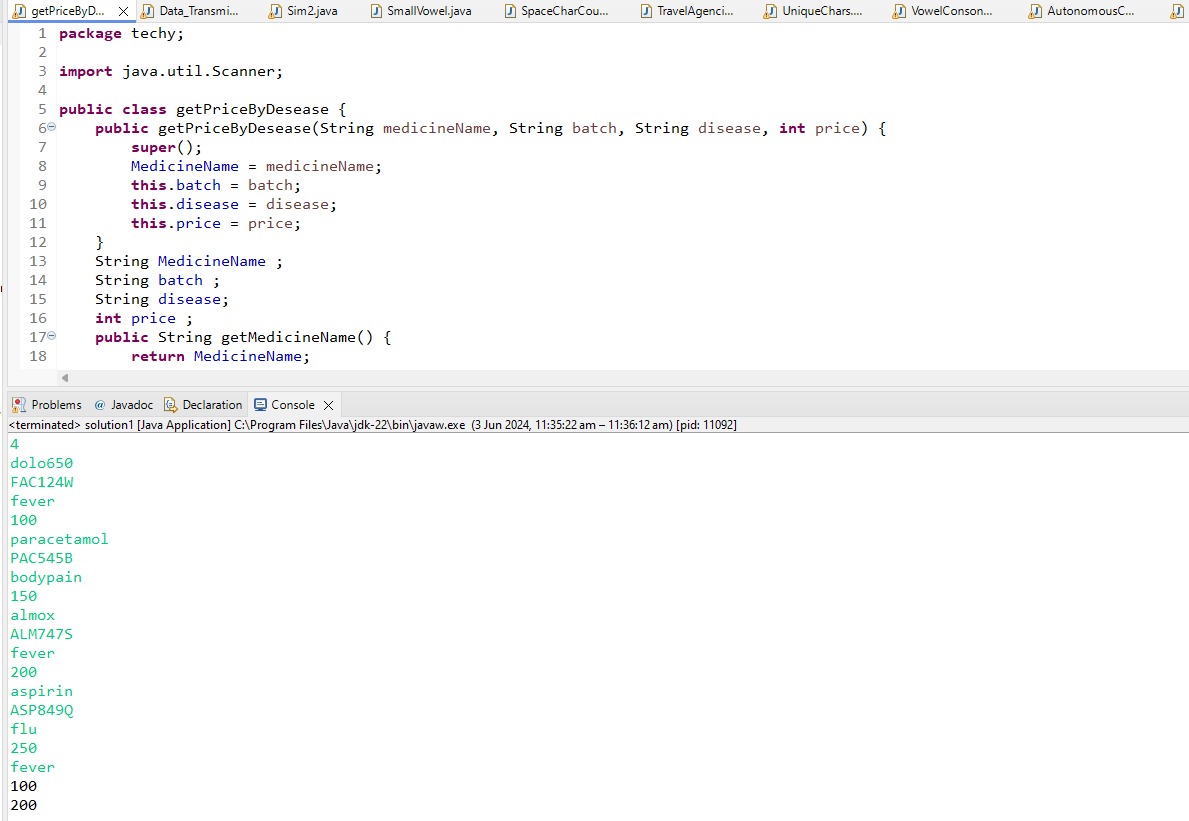 getPriceByD... Data_Transmi... Sim2.java SmallVowel.java SpaceCharCou... TravelAgenci... UniqueChars.... VowelConson... AutonomousC...
1 package techy;
2
3 import java.util.Scanner;
4
5 public class getPriceByDesease {
6 public getPriceByDesease(String medicineName, String batch, String disease, int price) {
7 super();
8 MedicineName = medicineName;
9 this.batch = batch;
10 this.disease = disease;
11 this.price = price;
12 }
13 String MedicineName ;
14 String batch ;
15 String disease;
16 int price ;
17 public String getMedicineName() {
18 return MedicineName;
Problems @ Javadoc Declaration Console
<terminated> solution1 [Java Application] C:\Program Files\Java\jdk-22\bin\javaw.exe (3 Jun 2024, 11:35:22 am – 11:36:12 am) [pid: 11092]
4
dolo650
FAC124W
fever
100
paracetamol
PAC545B
bodypain
150
almox
ALM747S
fever
200
aspirin
ASP849Q
flu
250
fever
100
200